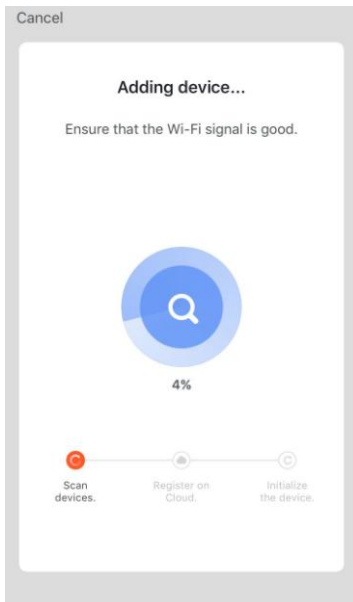 Cancel
Adding device...
Ensure that the Wi-Fi signal is good.
4%
Scan
devices.
Register on
Cloud.
Initialize
the device.